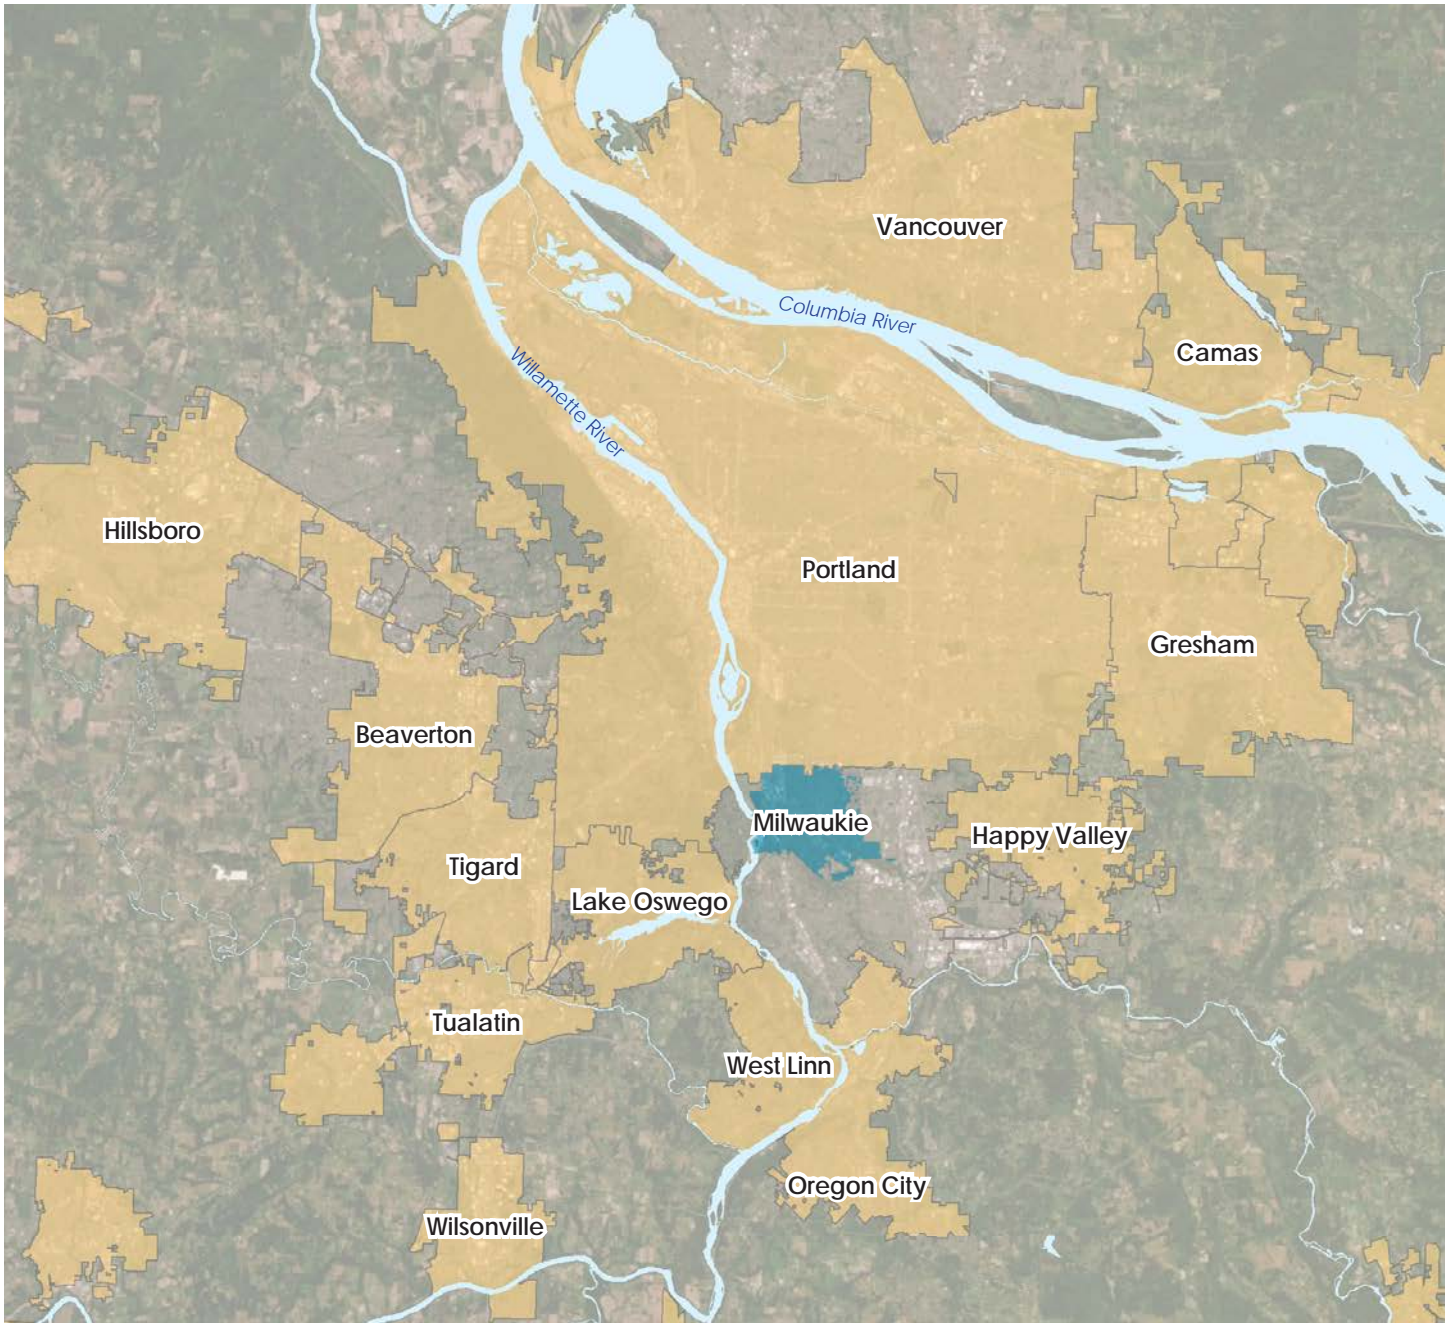 Vancouver
Columbia River
Camas
Willamette River
Hillsboro
Portland
Gresham
Beaverton
Milwaukie
Happy Valley
Tigard
Lake Oswego
Tualatin
West Linn
Oregon City
Wilsonville